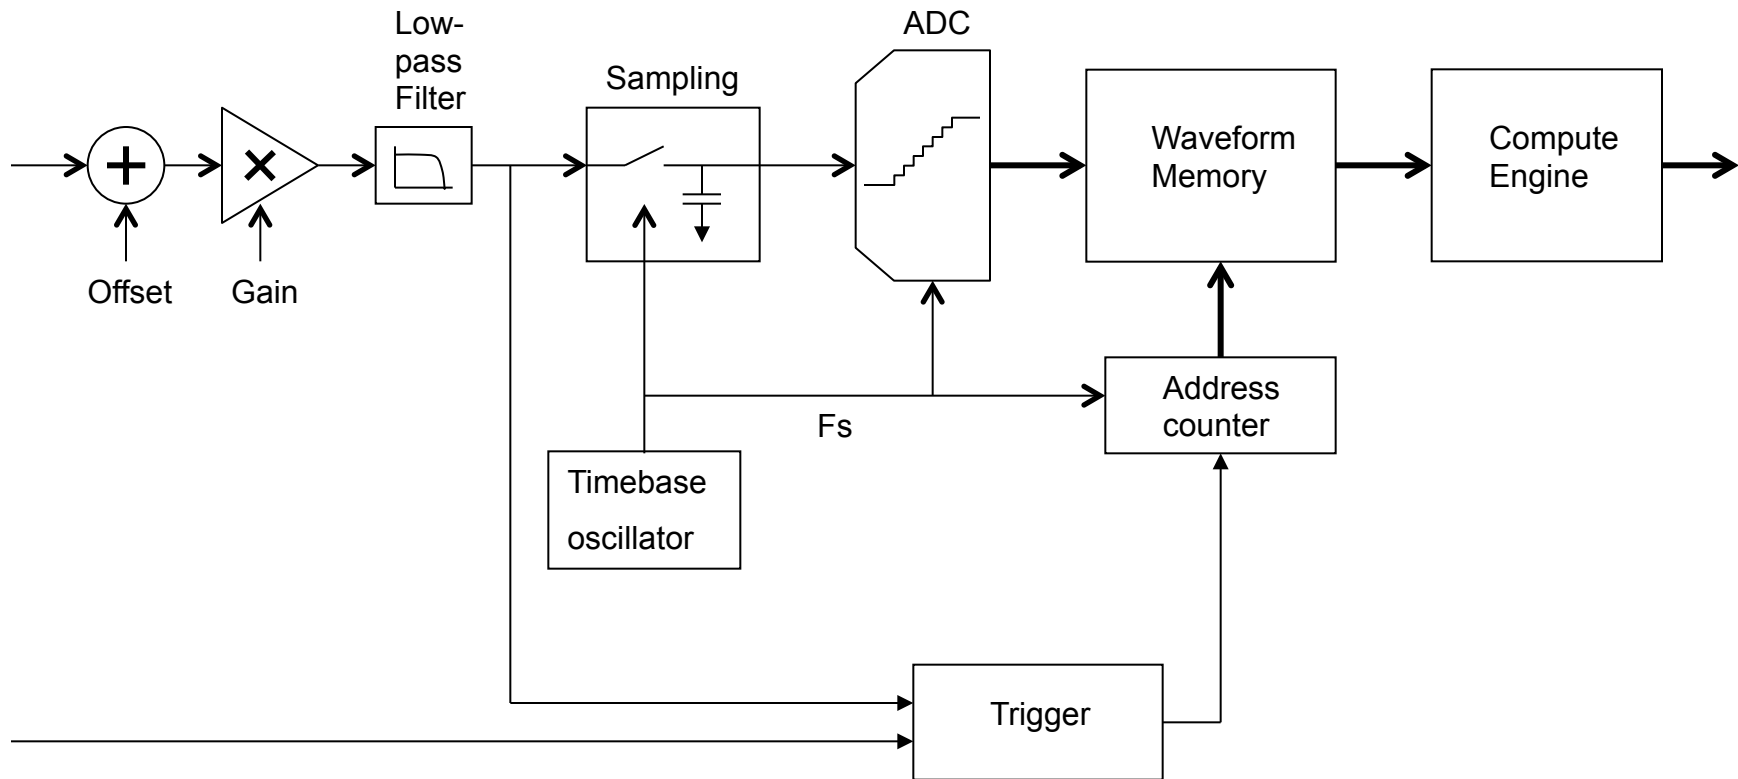 Low-
pass
Filter
ADC
Sampling
Waveform
Memory
Compute
Engine
Offset
Gain
Address
counter
Fs
Timebase
oscillator
Trigger